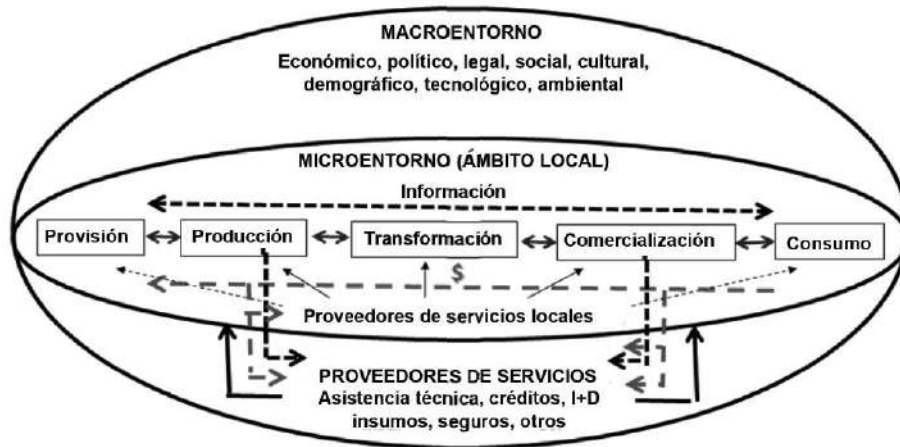 MACROENTORNO
Económico, político, legal, social, cultural,
demográfico, tecnológico, ambiental
MICROENTORNO (ÁMBITO LOCAL)
Información
Provisión
Producción
Transformación
Comercialización
Consumo
$
Proveedores de servicios locales
PROVEEDORES DE SERVICIOS
Asistencia técnica, créditos, I+D
insumos, seguros, otros